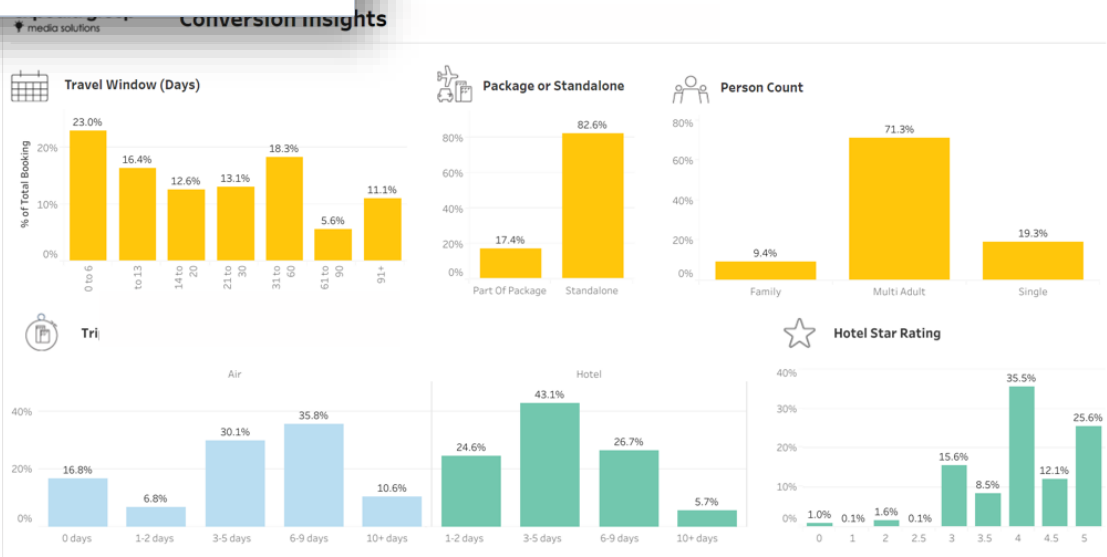 Conversion Insights
media solutions
Travel Window (Days)
Package or Standalone
Person Count
% of Total Booking
20%
10%
0%
23.0%
16.4%
12.6%
13.1%
18.3%
5.6%
11.1%
0 to 6
to 13
14 to 20
21 to 30
31 to 60
61 to 90
91+
80%
60%
40%
20%
0%
17.4%
82.6%
Part Of Package
Standalone
80%
60%
40%
20%
0%
9.4%
71.3%
19.3%
Family
Multi Adult
Single
Tri
Hotel Star Rating
Air
Hotel
40%
20%
0%
16.8%
6.8%
30.1%
35.8%
10.6%
24.6%
43.1%
26.7%
5.7%
0 days
1-2 days
3-5 days
6-9 days
10+ days
1-2 days
3-5 days
6-9 days
10+ days
40%
30%
20%
10%
0%
1.0%
0.1%
1.6%
0.1%
15.6%
8.5%
35.5%
12.1%
25.6%
0
1
2
2.5
3
3.5
4
4.5
5